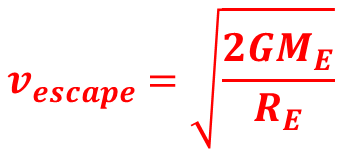 v_escape = √(2GM_E / R_E)